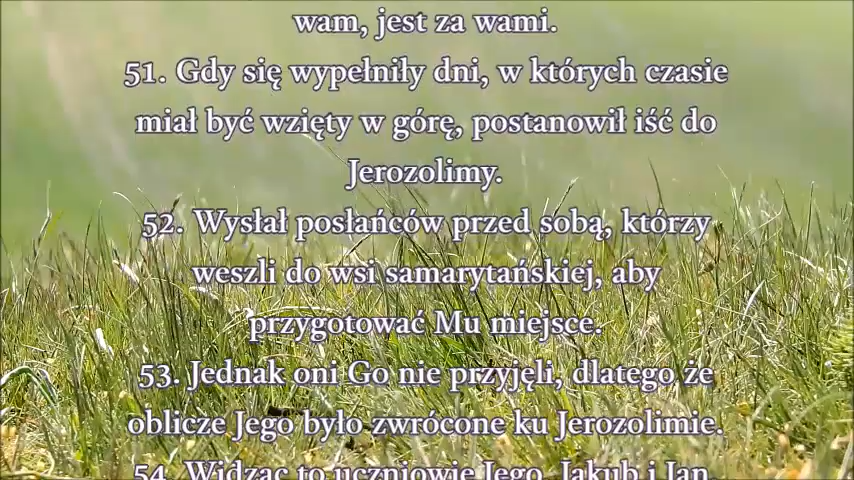 wam, jest za wami.
51. Gdy się wypełniły dni, w których czasie
miał być wzięty w górę, postanowił iść do
Jerozolimy.
52. Wysłał posłańców przed sobą, którzy
weszli do wsi samarytańskiej, aby
przygotować Mu miejsce.
53. Jednak oni Go nie przyjęli, dlatego że
oblicze Jego było zwrócone ku Jerozolimie.
54. Widząc to uczniowie Jego, Jakub i Jan,